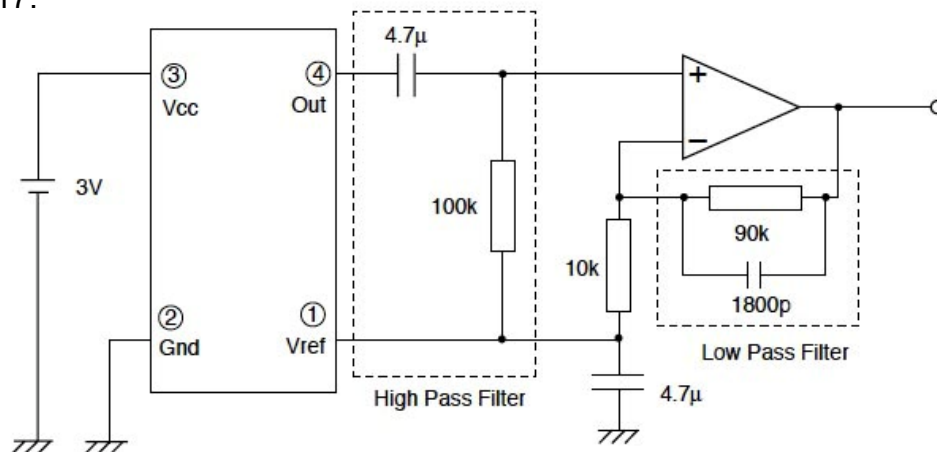 4.7μ
③
④
Vcc
Out
3V
100k
90k
10k
1800p
②
①
Gnd
Vref
Low Pass Filter
High Pass Filter
4.7μ